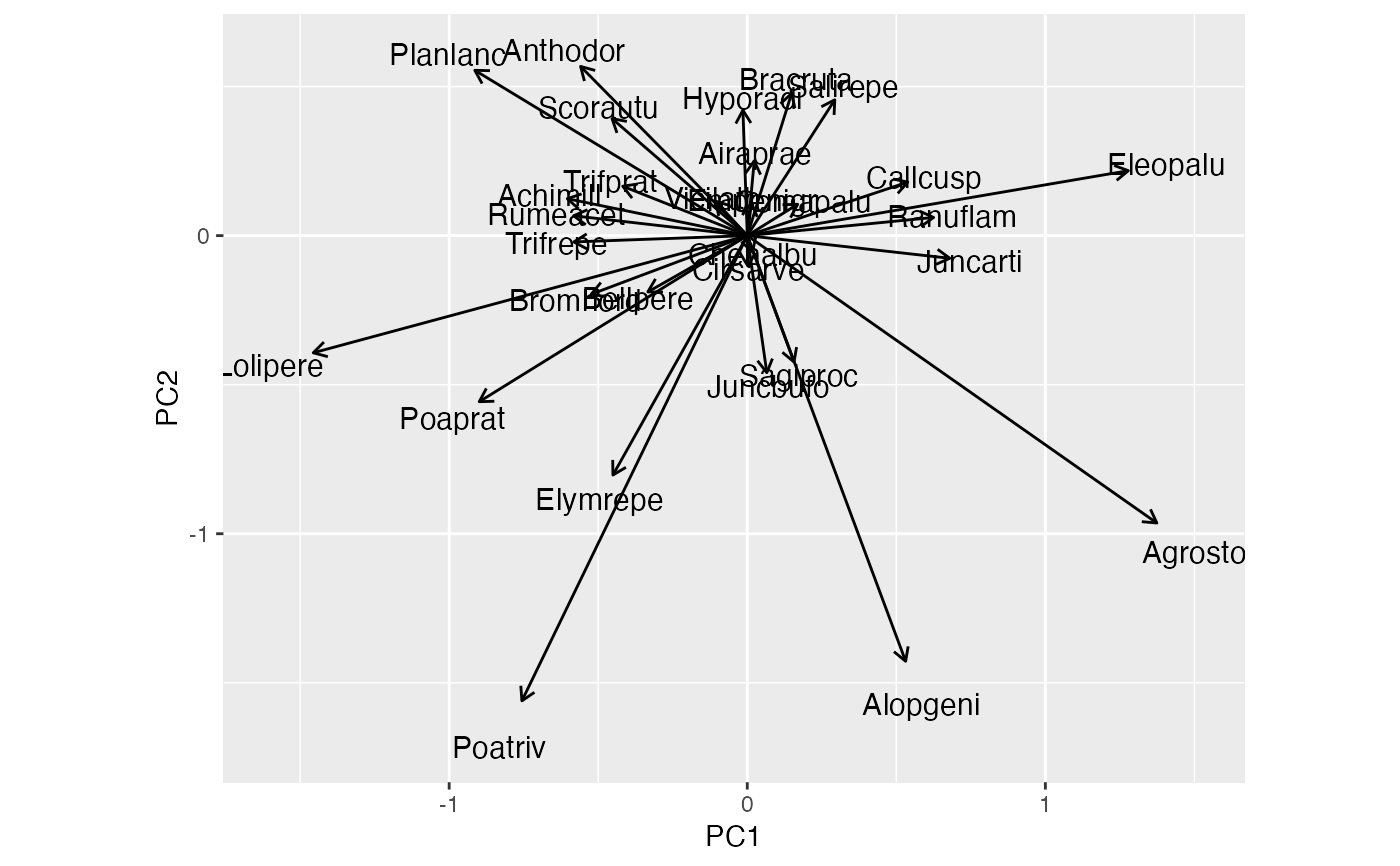 Planlanc
Anthodor
Scorautu
Bracruta
Salirepe
Hyporadi
Airaprae
Trifprat
Achimill
Rumeacet
Trifrepe
Callcusp
Eleopalu
Ranuflam
Juncarti
Chenalbu
Cirsarve
Bromhord
Bellpere
Lolipere
Poaprat
Sagiproc
Juncbufo
Elymrepe
Agrosto
Alopgeni
Poatriv
0
-1
-1
0
1
PC1
PC2